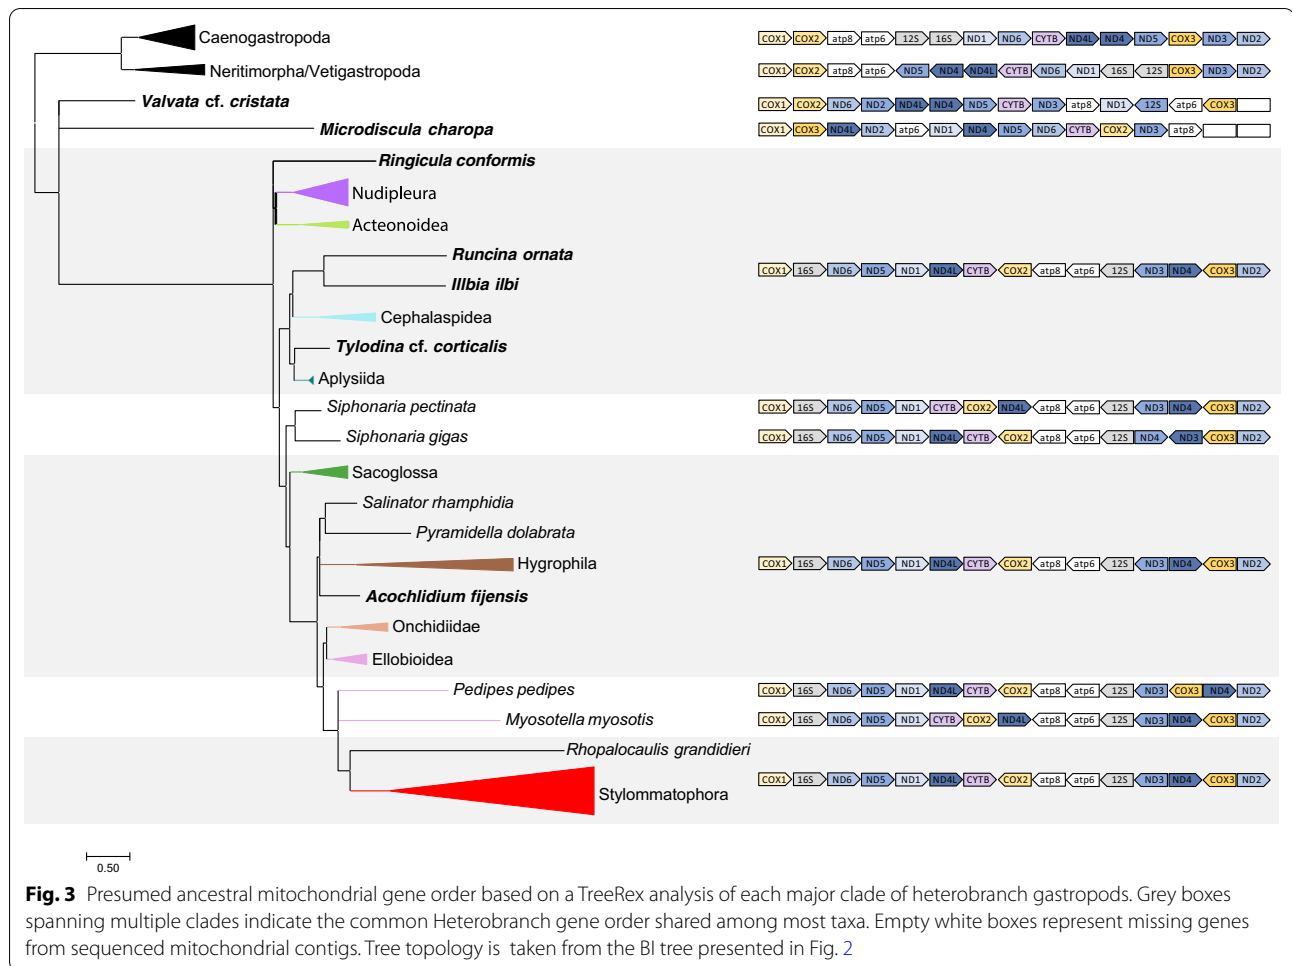 Caenogastropoda
COX1 COX2 atp8 atp6 12S 16S ND1 ND6 CYTB ND4L ND4 ND5 COX3 ND3 ND2
Neritimorpha/Vetigastropoda
COX1 COX2 atp8 atp6 ND5 ND4 ND4L CYTB ND6 ND1 16S 12S COX3 ND3 ND2
Valvata cf. cristata
COX1 COX2 ND6 ND2 ND4L ND4 ND5 CYTB ND3 atp8 ND1 12S atp6 COX3
Microdiscula charopa
COX1 COX3 ND4L ND2 atp6 ND1 ND4 ND5 ND6 CYTB COX2 ND3 atp8
Ringicula conformis
Nudipleura
Acteonoidea
Runcina ornata
COX1 16S ND6 ND5 ND1 ND4L CYTB COX2 atp8 atp6 12S ND3 ND4 COX3 ND2
Illbia ilbi
Cephalaspidea
Tylodina cf. corticalis
Aplysiida
Siphonaria pectinata
COX1 16S ND6 ND5 ND1 CYTB COX2 ND4L atp8 atp6 12S ND3 ND4 COX3 ND2
Siphonaria gigas
COX1 16S ND6 ND5 ND1 ND4L CYTB COX2 atp8 atp6 12S ND4 ND3 COX3 ND2
Sacoglossa
Salinator rhamphidia
Pyramidella dolabrata
Hygrophila
COX1 16S ND6 ND5 ND1 ND4L CYTB COX2 atp8 atp6 12S ND3 ND4 COX3 ND2
Acochlidium fijensis
Onchidiidae
Ellobioidea
Pedipes pedipes
COX1 16S ND6 ND5 ND1 ND4L CYTB COX2 atp8 atp6 12S ND3 COX3 ND4 ND2
Myosotella myosotis
COX1 16S ND6 ND5 ND1 CYTB COX2 ND4L atp8 atp6 12S ND3 ND4 COX3 ND2
Rhopalocaulis grandidieri
COX1 16S ND6 ND5 ND1 ND4L CYTB COX2 atp8 atp6 12S ND3 ND4 COX3 ND2
Stylommatophora
0.50
Fig. 3 Presumed ancestral mitochondrial gene order based on a TreeRex analysis of each major clade of heterobranch gastropods. Grey boxes
spanning multiple clades indicate the common Heterobranch gene order shared among most taxa. Empty white boxes represent missing genes
from sequenced mitochondrial contigs. Tree topology is taken from the BI tree presented in Fig. 2